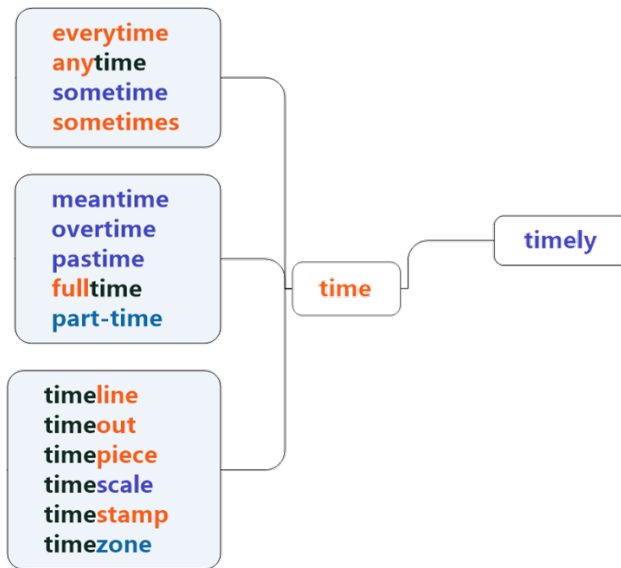 everytime
anytime
sometime
sometimes
meantime
overtime
pastime
fulltime
part-time
timeline
timeout
timepiece
timescale
timestamp
timezone
time
timely